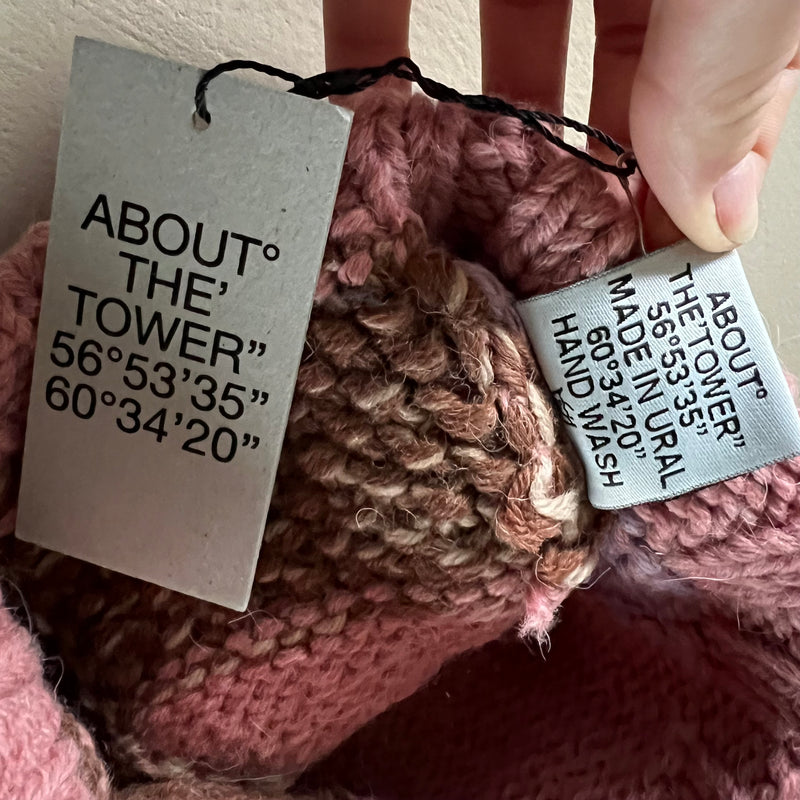 ABOUT°
THE'
TOWER"
56°53'35"
60°34'20"
ABOUT°
THE'TOWER"
56°53'35"
MADE IN URAL
60°34'20"
HAND WASH